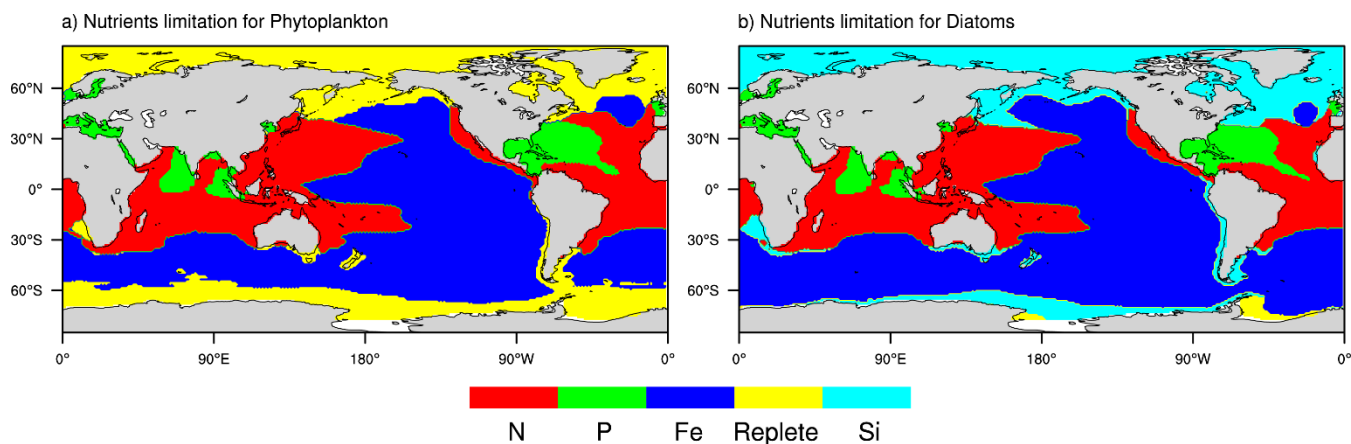 a) Nutrients limitation for Phytoplankton
b) Nutrients limitation for Diatoms
60°N
30°N
0°
30°S
60°S
0°
90°E
180°
90°W
0°
60°N
30°N
0°
30°S
60°S
0°
90°E
180°
90°W
0°
N P Fe Replete Si